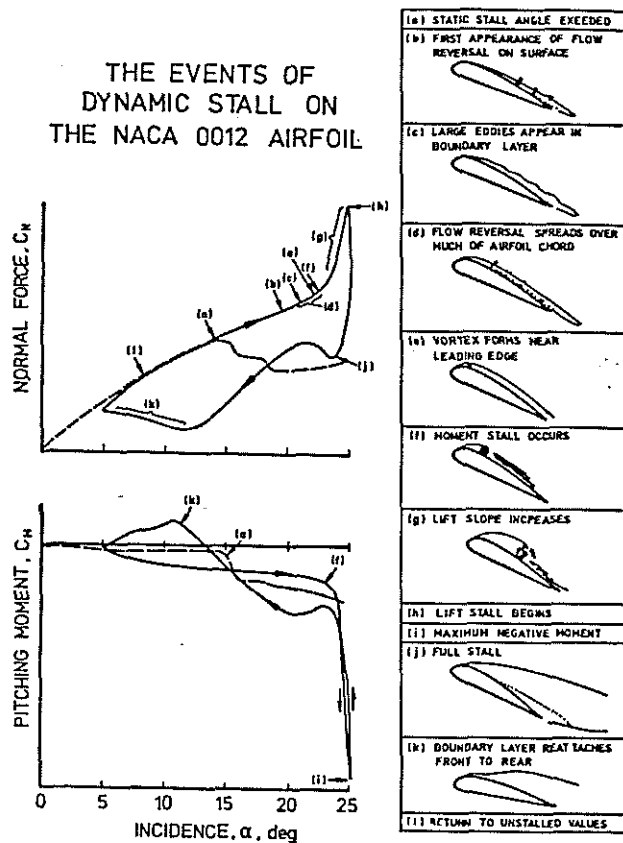 THE EVENTS OF
DYNAMIC STALL ON
THE NACA 0012 AIRFOIL
NORMAL FORCE, CN
(h)
(g)
(e)
(f)
(b)
(c)
(d)
(a)
(l)
(j)
(k)
PITCHING MOMENT, CM
(k)
(a)
(f)
(i)
0
5
10
15
20
25
INCIDENCE, α, deg
(a) STATIC STALL ANGLE EXEEDED
(b) FIRST APPEARANCE OF FLOW
REVERSAL ON SURFACE
(c) LARGE EDDIES APPEAR IN
BOUNDARY LAYER
(d) FLOW REVERSAL SPREADS OVER
MUCH OF AIRFOIL CHORD
(e) VORTEX FORMS NEAR
LEADING EDGE
(f) MOMENT STALL OCCURS
(g) LIFT SLOPE INCREASES
(h) LIFT STALL BEGINS
(i) MAXIMUM NEGATIVE MOMENT
(j) FULL STALL
(k) BOUNDARY LAYER REATTACHES
FRONT TO REAR
(l) RETURN TO UNSTALLED VALUES